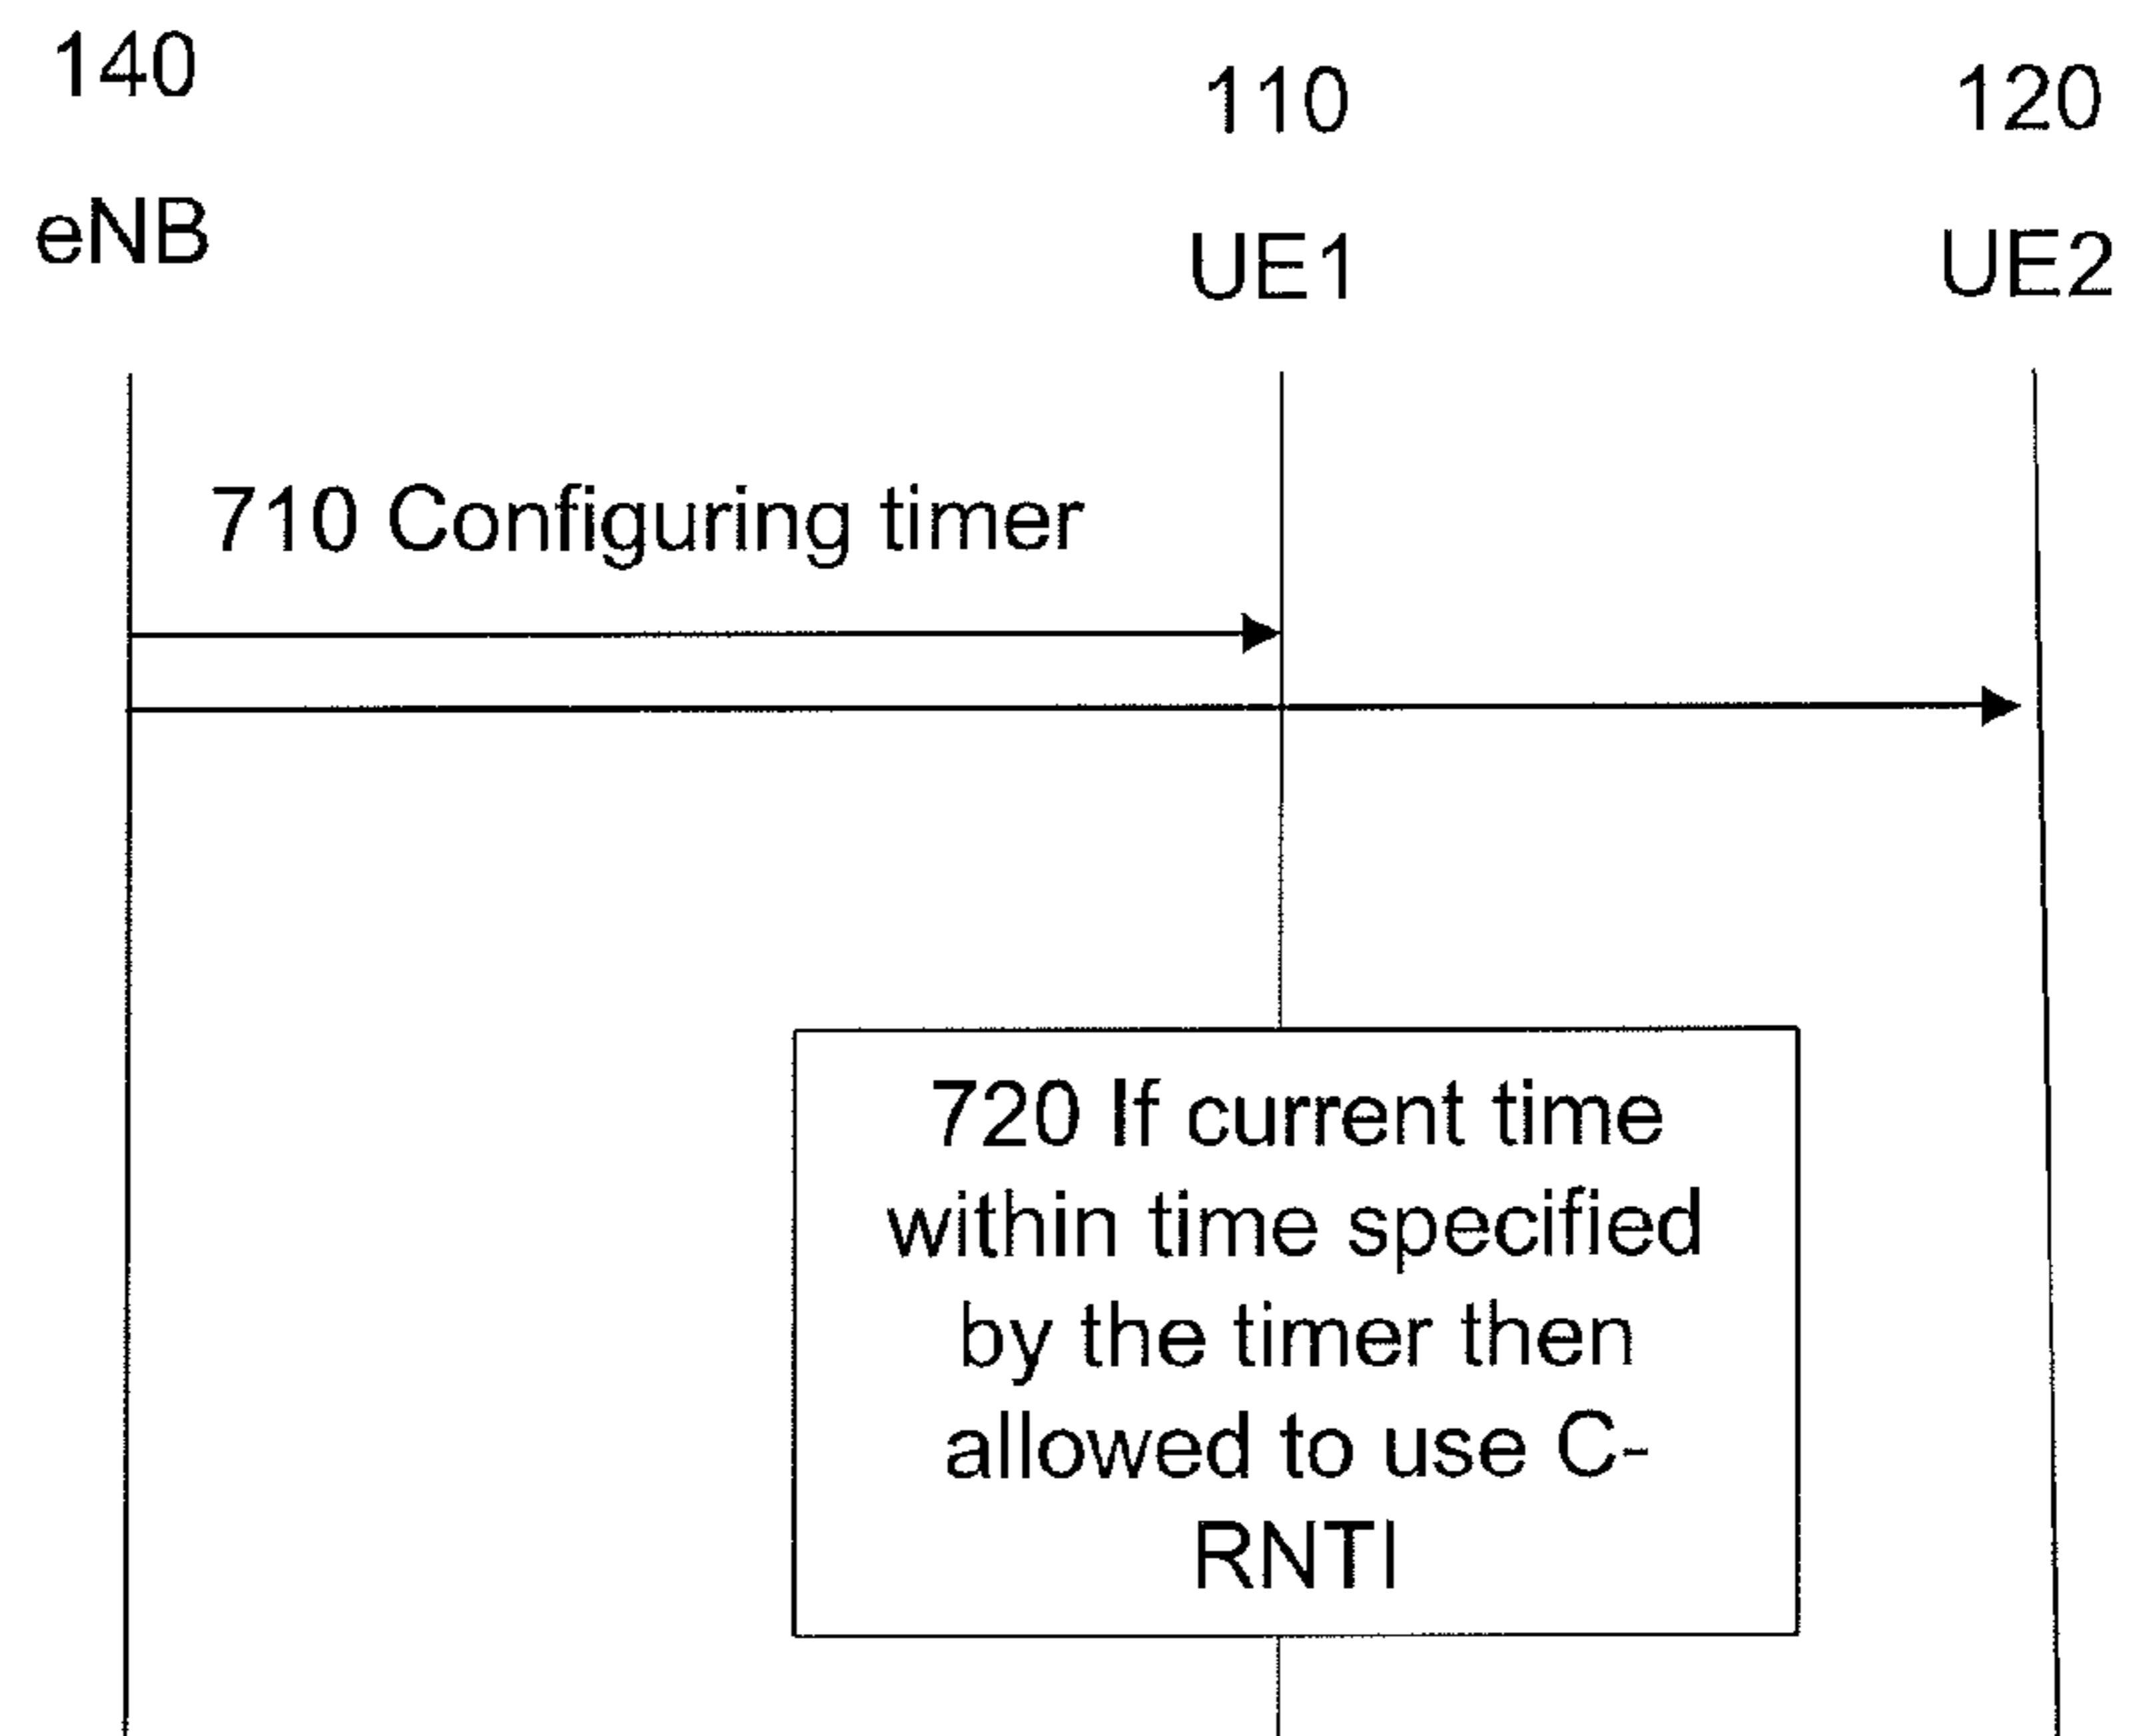 140
110
120
eNB
UE1
UE2
710 Configuring timer
720 If current time
within time specified
by the timer then
allowed to use C-
RNTI